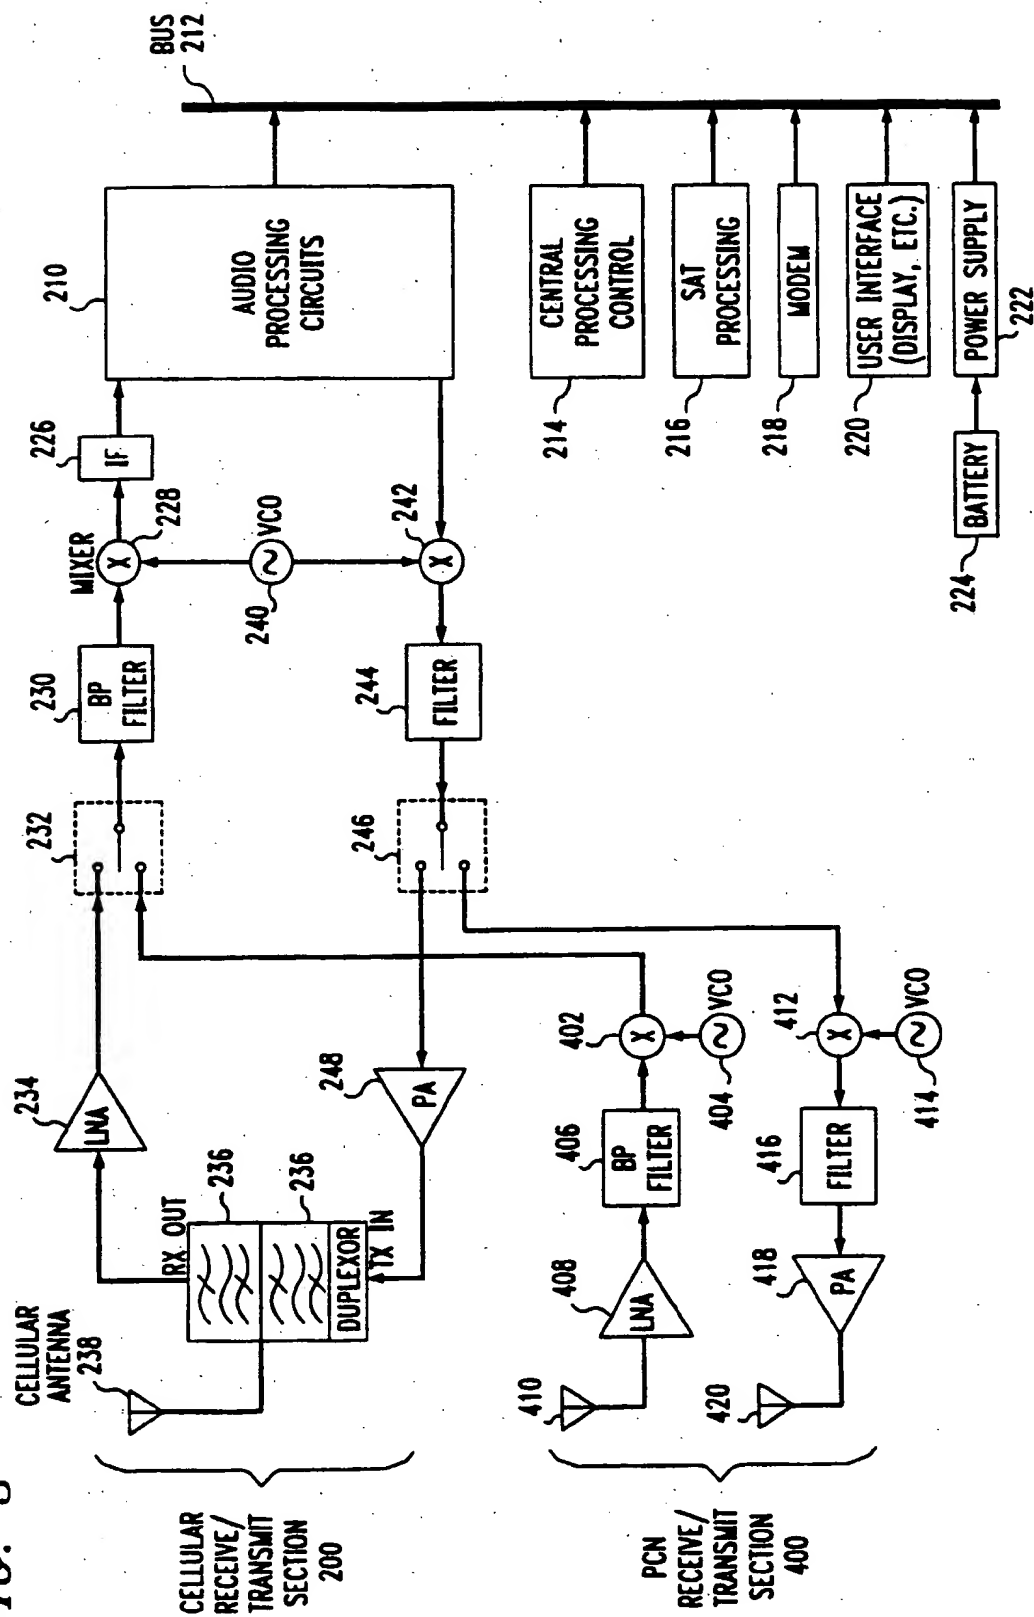 CELLULAR
RECEIVE/
TRANSMIT
SECTION
200
CELLULAR
ANTENNA
238
RX OUT
236
236
DUPLEXOR
TX IN
234
LNA
248
PA
232
246
230
BP
FILTER
244
FILTER
MIXER
X
228
240
VCO
X
242
226
IF
210
AUDIO
PROCESSING
CIRCUITS
BUS
212
PCN
RECEIVE/
TRANSMIT
SECTION
400
410
408
LNA
406
BP
FILTER
402
X
404
VCO
420
418
PA
416
FILTER
412
X
414
VCO
214
CENTRAL
PROCESSING
CONTROL
216
SAT
PROCESSING
218
MODEM
220
USER INTERFACE
(DISPLAY, ETC.)
224
BATTERY
POWER SUPPLY
222